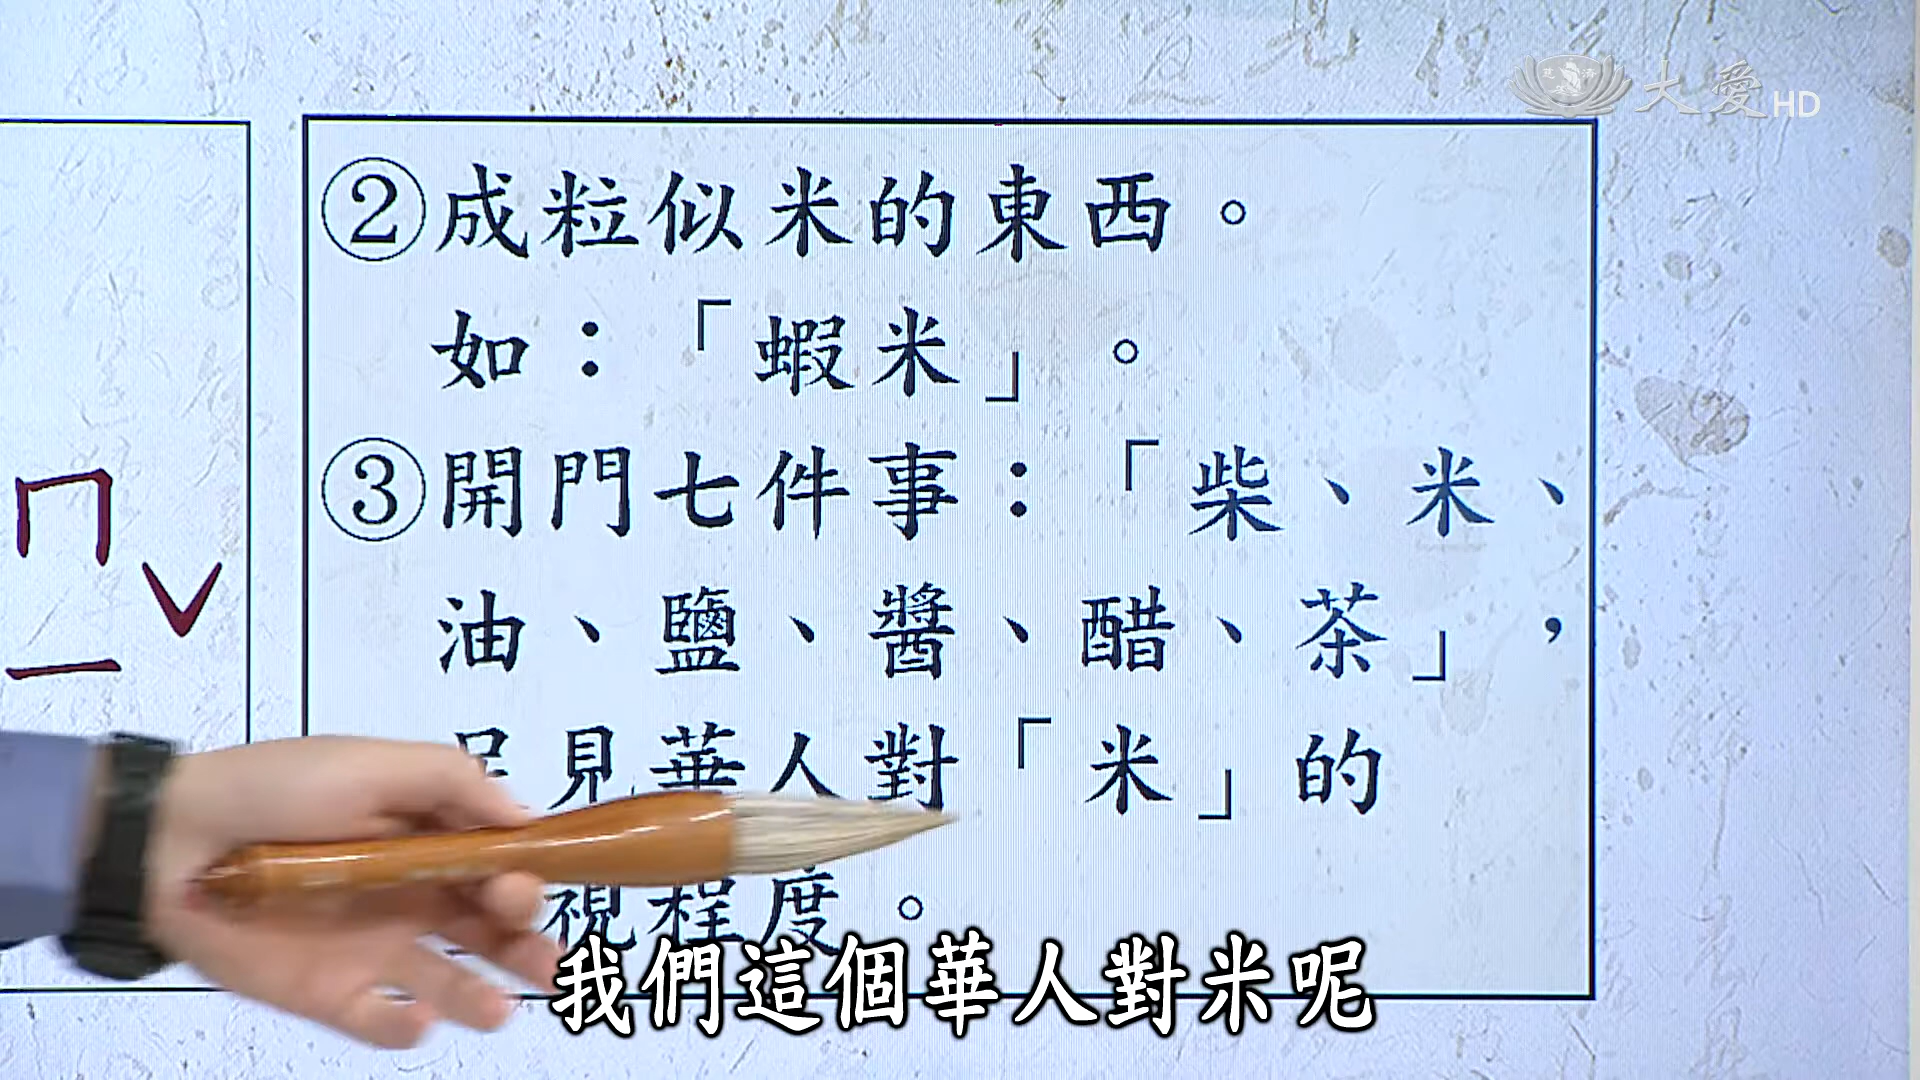 大愛HD
②成粒似米的東西。
如：「蝦米」。
③開門七件事：「柴、米、
油、鹽、醬、醋、茶」，
見華人對「米」的
視程度。
我們這個華人對米呢